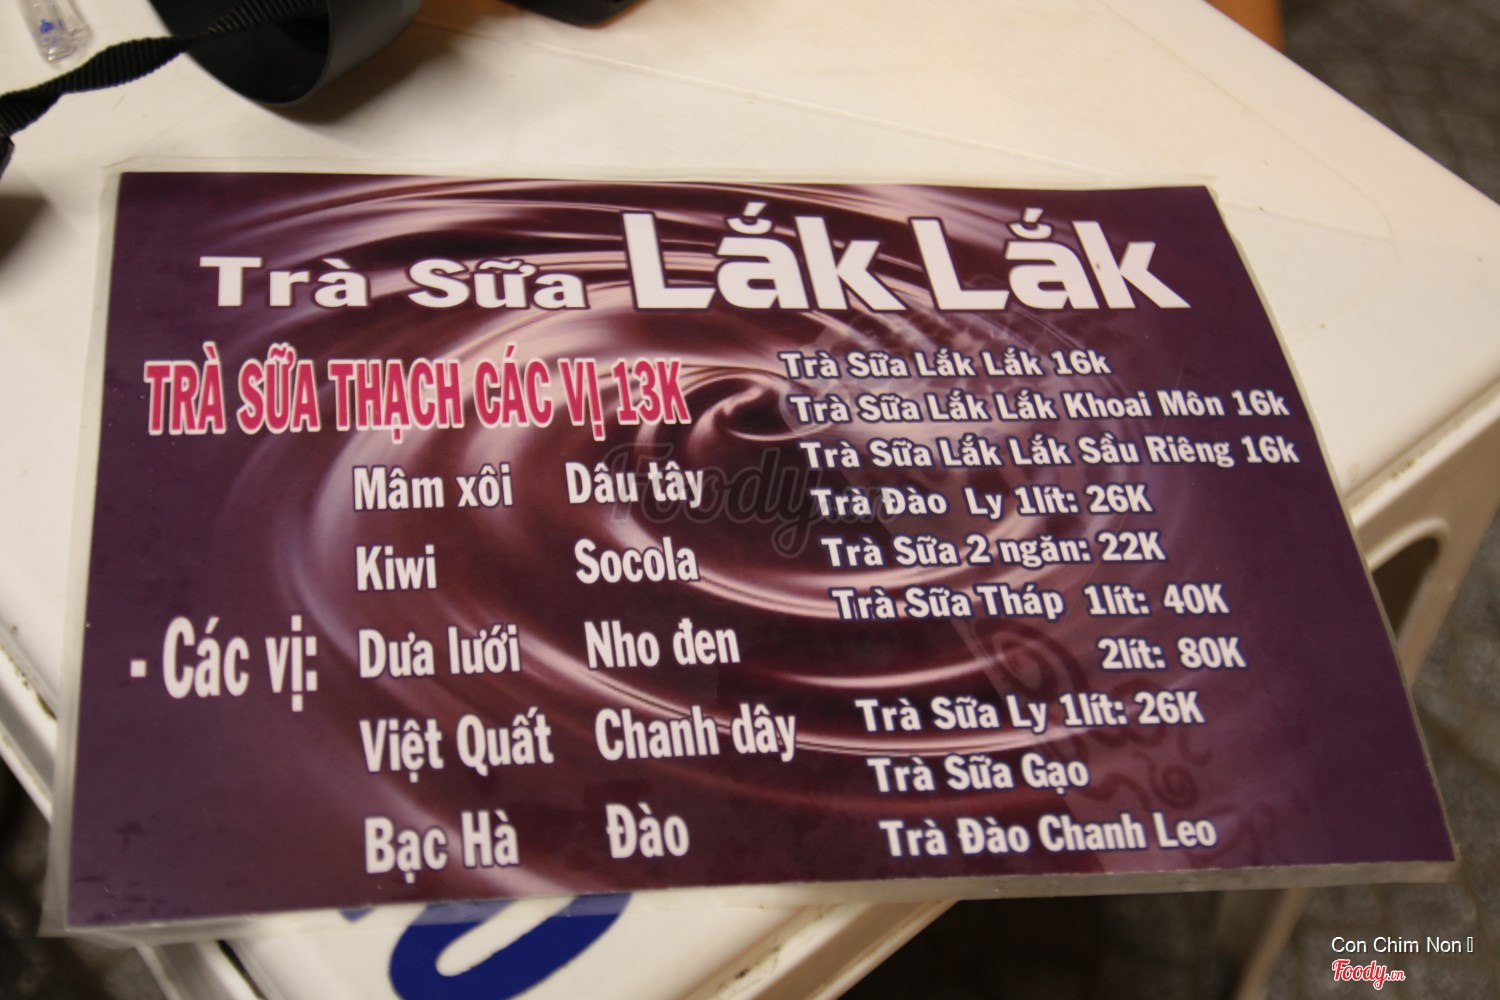 Trà Sữa Lắk Lắk
TRÀ SỮA THẠCH CÁC VỊ 13K
- Các vị:
Mâm xôi Dâu tây
Kiwi Socola
Dưa lưới Nho đen
Việt Quất Chanh dây
Bạc Hà Đào
Trà Sữa Lắk Lắk 16k
Trà Sữa Lắk Lắk Khoai Môn 16k
Trà Sữa Lắk Lắk Sầu Riêng 16k
Trà Đào Ly 1lít: 26K
Trà Sữa 2 ngăn: 22K
Trà Sữa Tháp 1lít: 40K
2lít: 80K
Trà Sữa Ly 1lít: 26K
Trà Sữa Gạo
Trà Đào Chanh Leo
Foody.vn
Con Chim Non
Foody.vn